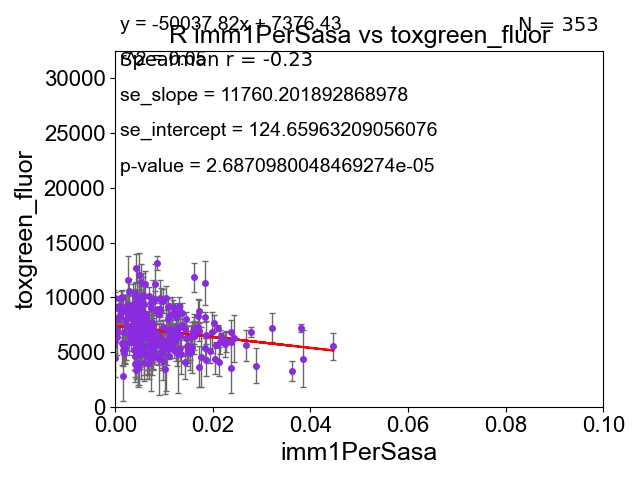 y = -50037.82x + 7376.43
N = 353
R imm1PerSasa vs toxgreen_fluor
r^2 = 0.05
Spearman r = -0.23
se_slope = 11760.201892868978
se_intercept = 124.65963209056076
p-value = 2.6870980048469274e-05
toxgreen_fluor
30000
25000
20000
15000
10000
5000
0
0.00 0.02 0.04 0.06 0.08 0.10
imm1PerSasa